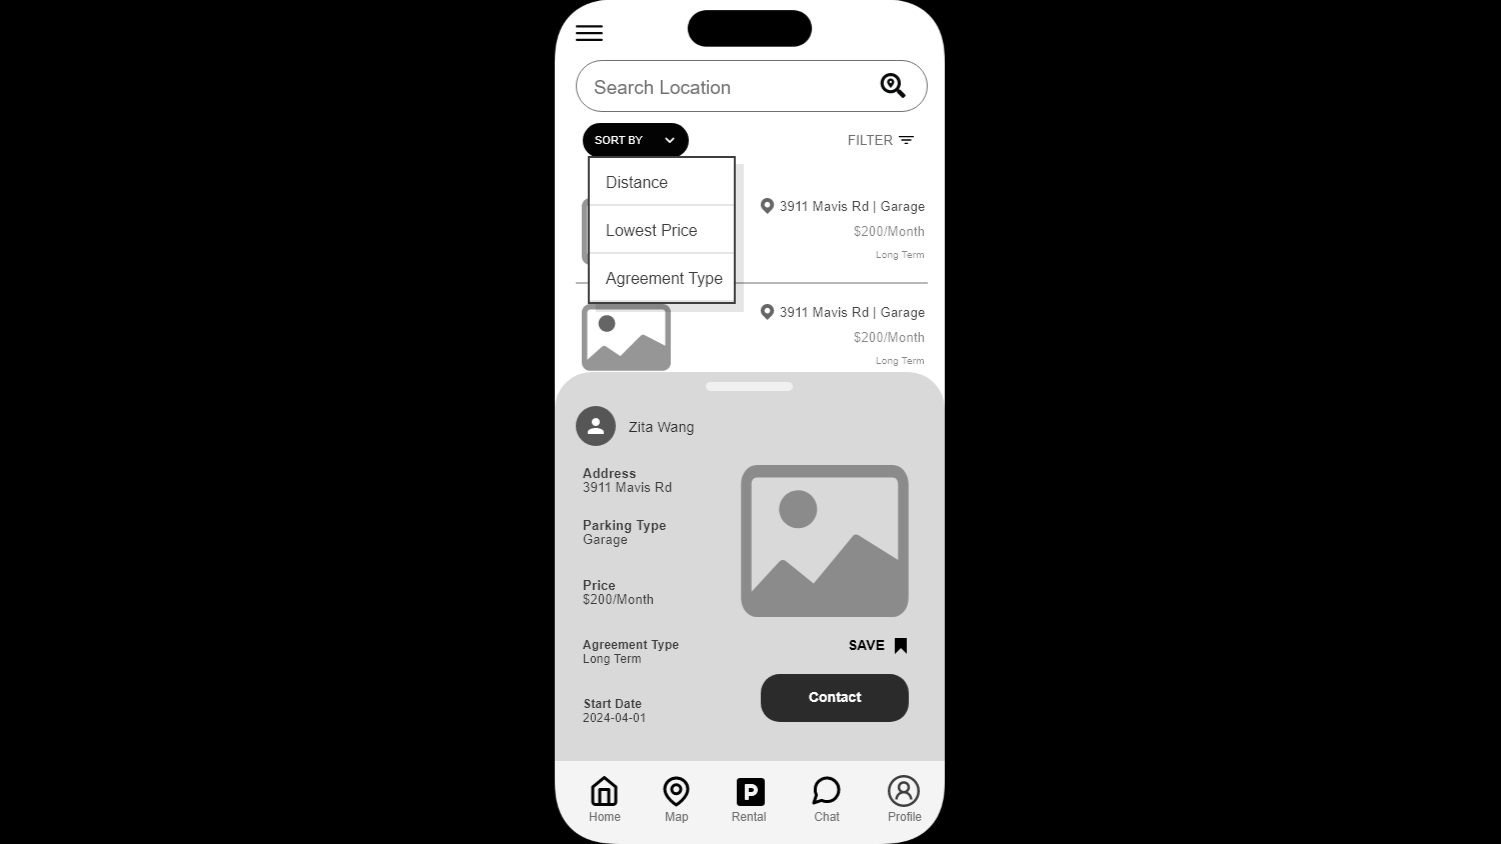 Search Location
SORT BY
FILTER
Distance
Lowest Price
Agreement Type
3911 Mavis Rd | Garage
$200/Month
Long Term
3911 Mavis Rd | Garage
$200/Month
Long Term
Zita Wang
Address
3911 Mavis Rd
Parking Type
Garage
Price
$200/Month
Agreement Type
Long Term
Start Date
2024-04-01
SAVE
Contact
P
Home
Map
Rental
Chat
Profile